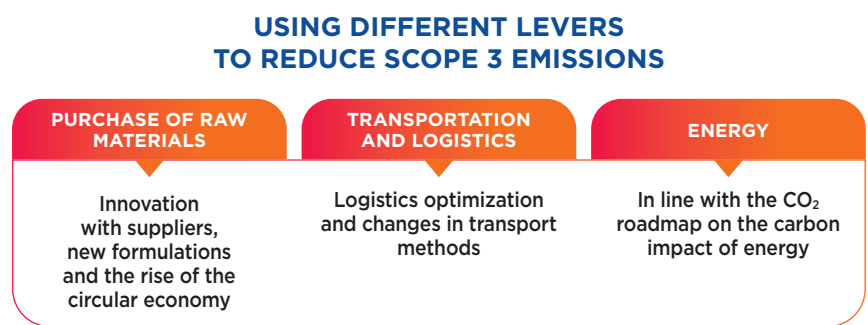 USING DIFFERENT LEVERS
TO REDUCE SCOPE 3 EMISSIONS
PURCHASE OF RAW
MATERIALS
Innovation
with suppliers,
new formulations
and the rise of the
circular economy
TRANSPORTATION
AND LOGISTICS
Logistics optimization
and changes in transport
methods
ENERGY
In line with the CO₂
roadmap on the carbon
impact of energy